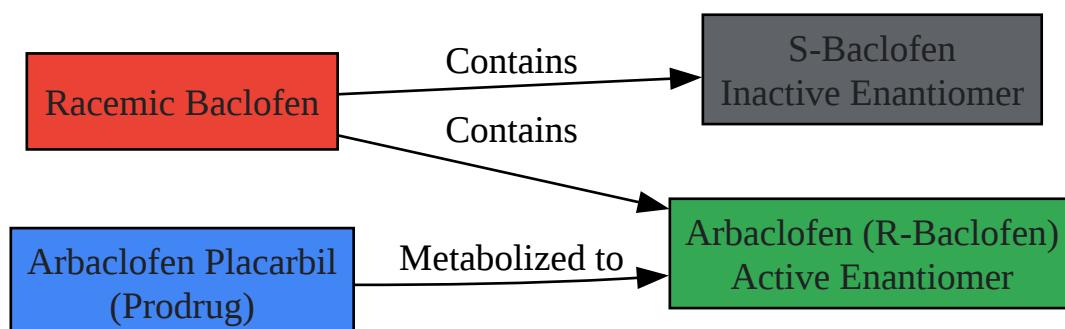 Racemic Baclofen
Contains
S-Baclofen
Inactive Enantiomer
Contains
Arbaclofen Placarbil
(Prodrug)
Metabolized to
Arbaclofen (R-Baclofen)
Active Enantiomer